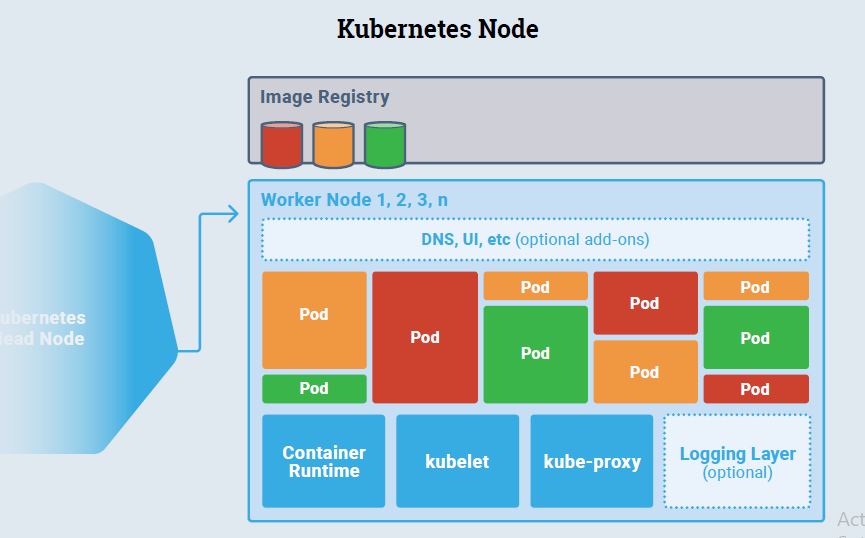 Kubernetes Node
Image Registry
Worker Node 1, 2, 3, n
DNS, UI, etc (optional add-ons)
Pod
Pod
Pod
Pod
Pod
Pod
Pod
Pod
Pod
Pod
Pod
ubernetes
ead Node
Container
Runtime
kubelet
kube-proxy
Logging Layer
(optional)
Act